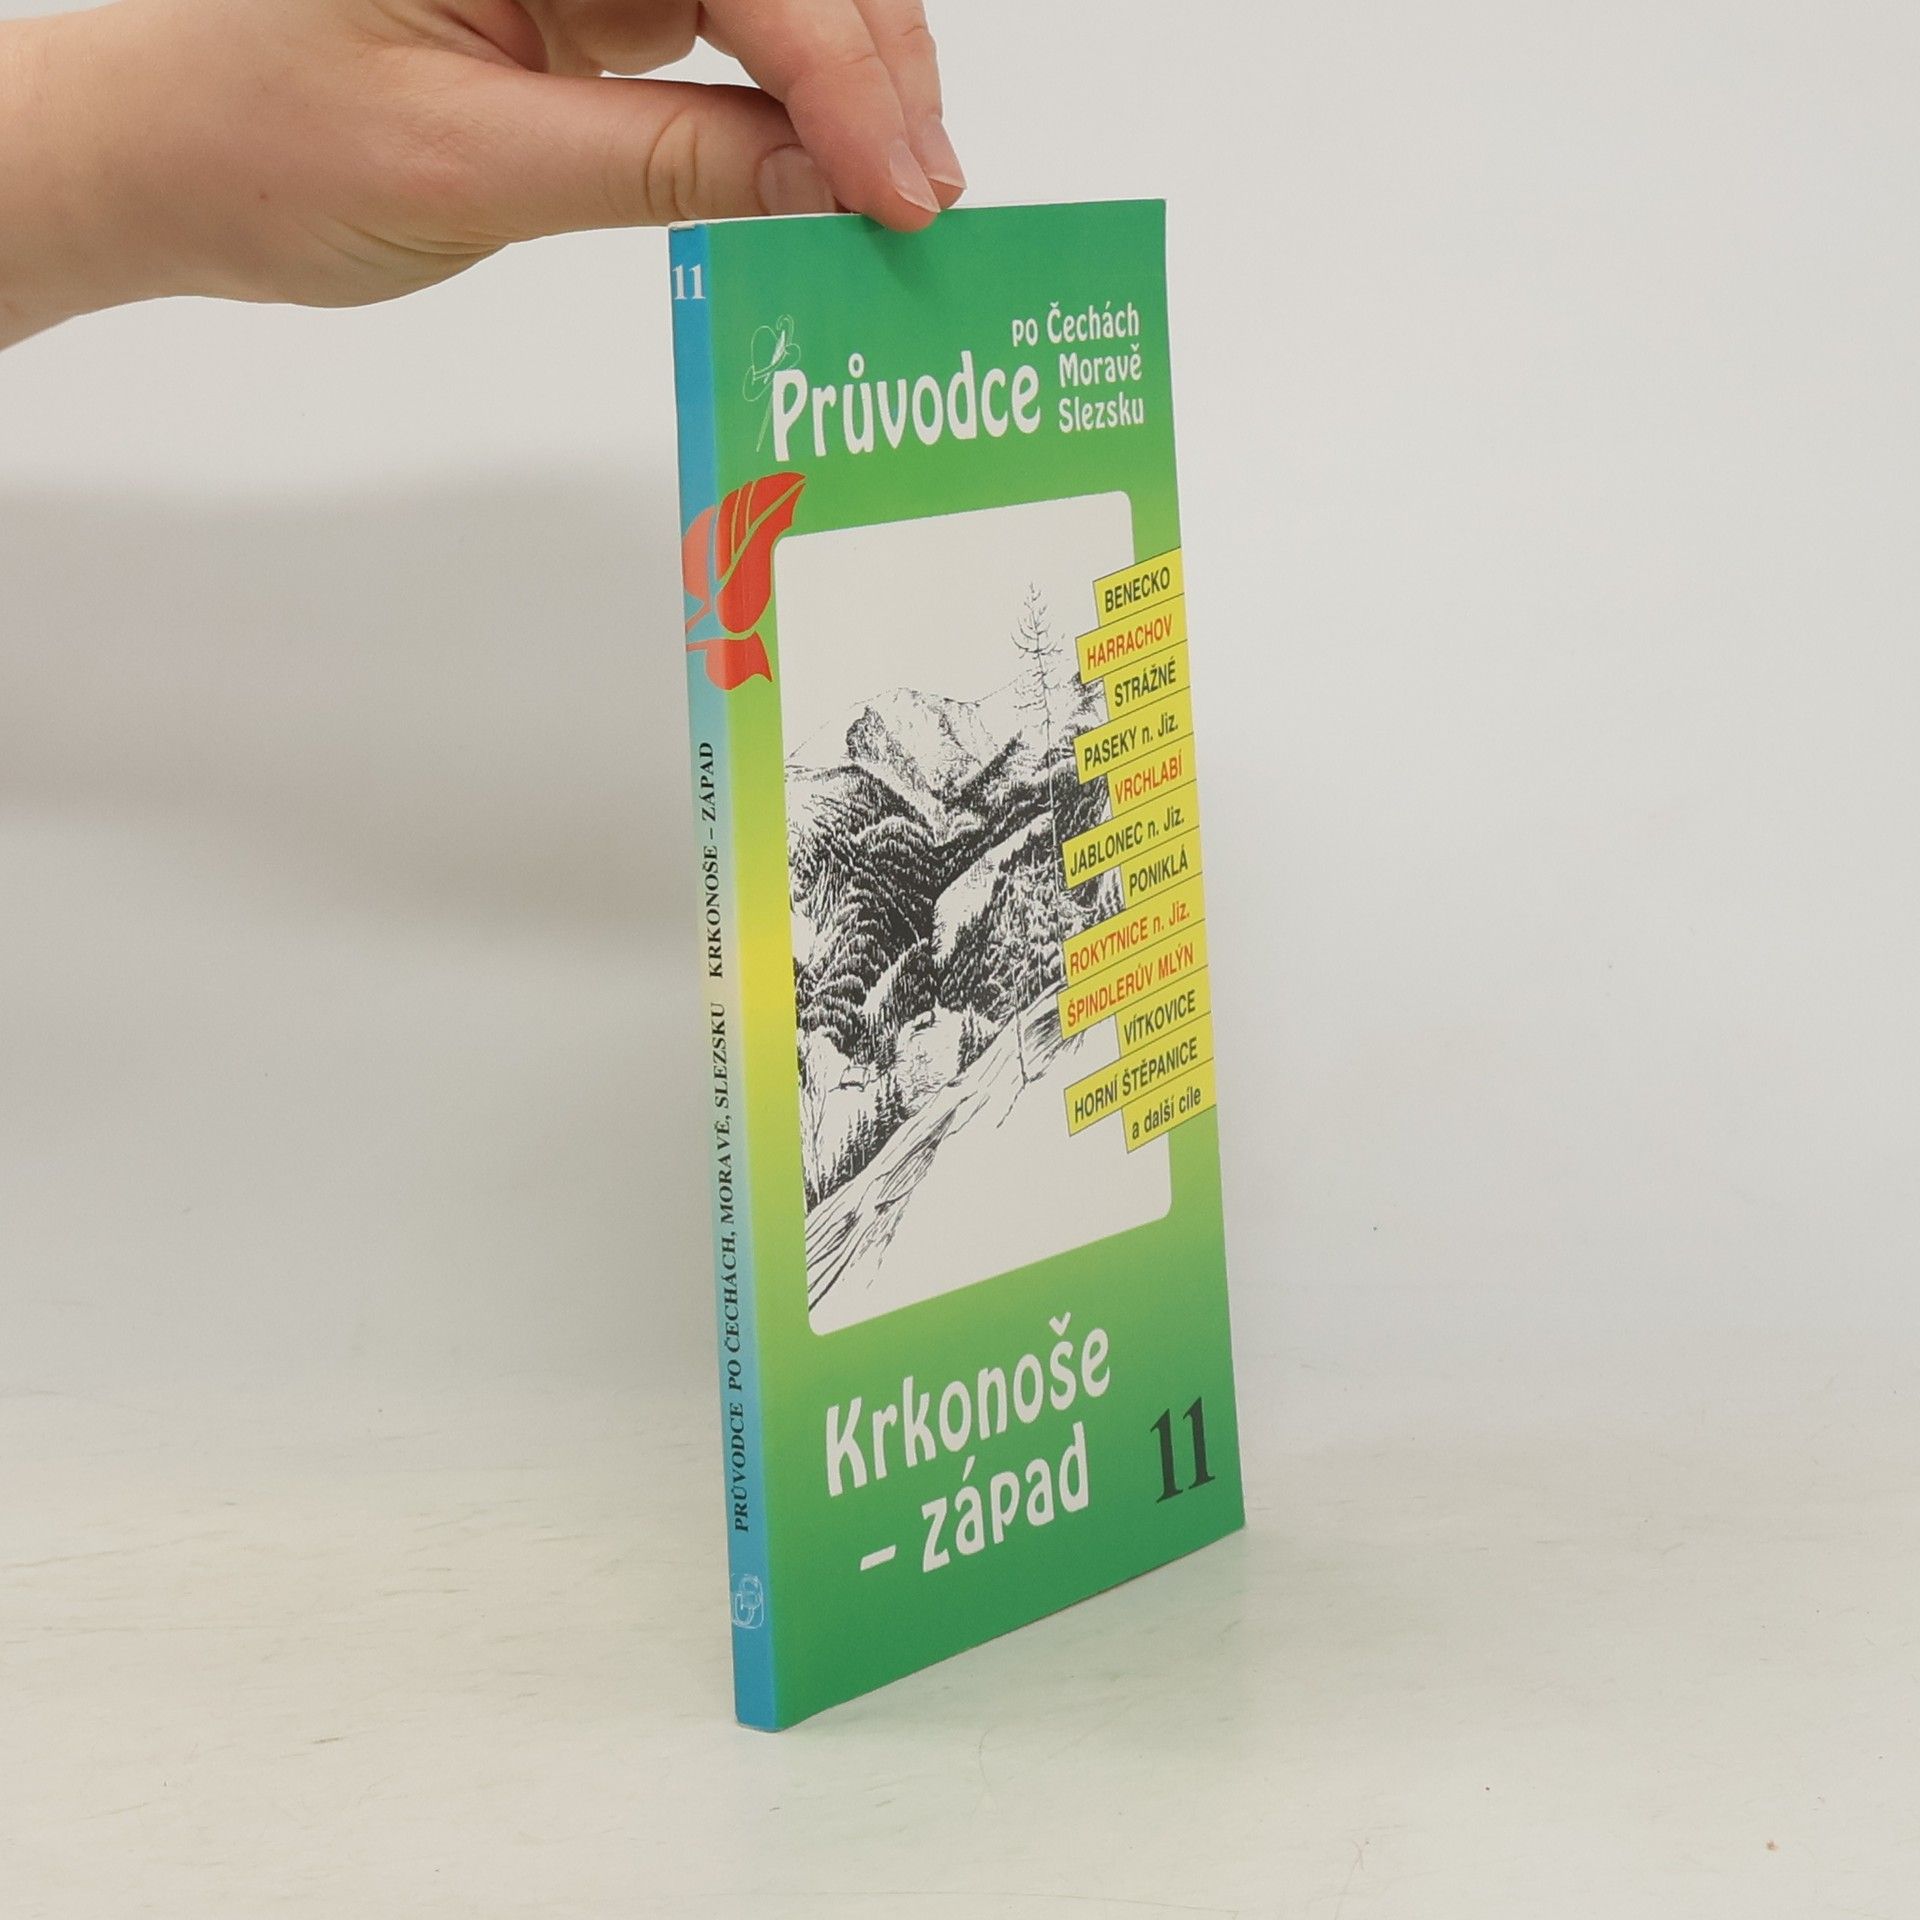 11
PRŮVODCE PO ČECHÁCH, MORAVĚ, SLEZSKU KRKONOŠE – ZÁPAD
po Čechách
Průvodce Moravě
Slezsku
BENECKO
HARRACHOV
STRÁŽNÉ
PASEKY n. Jiz.
VRCHLABÍ
JABLONEC n. Jiz.
PONIKLÁ
ROKYTNICE n. Jiz.
ŠPINDLERŮV MLÝN
VÍTKOVICE
HORNÍ ŠTĚPANICE
a další cíle
Krkonoše
– západ
11